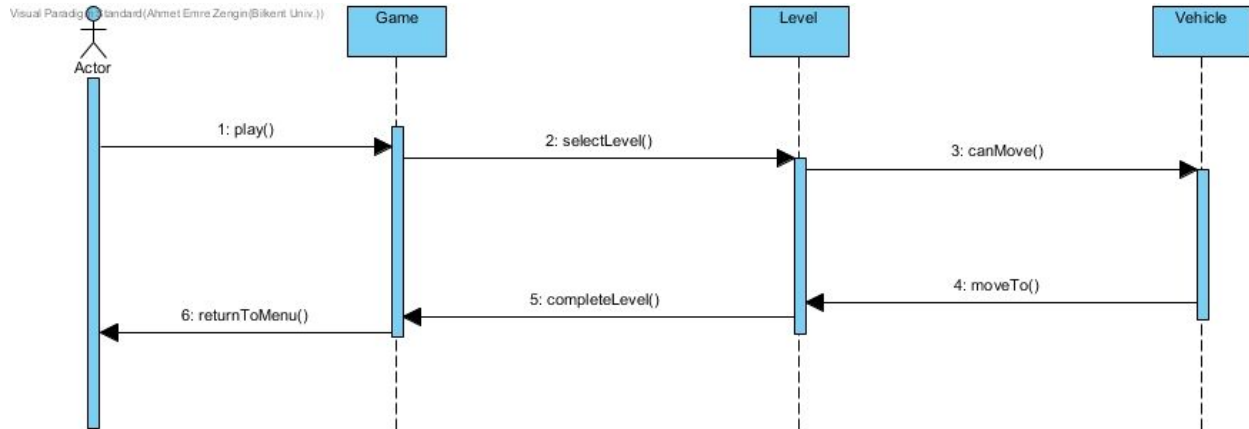 Visual Paradigm Standard(Ahmet Emre Zengin(Bilkent Univ.))
Game
Level
Vehicle
Actor
1: play()
2: selectLevel()
3: canMove()
4: moveTo()
5: completeLevel()
6: returnToMenu()